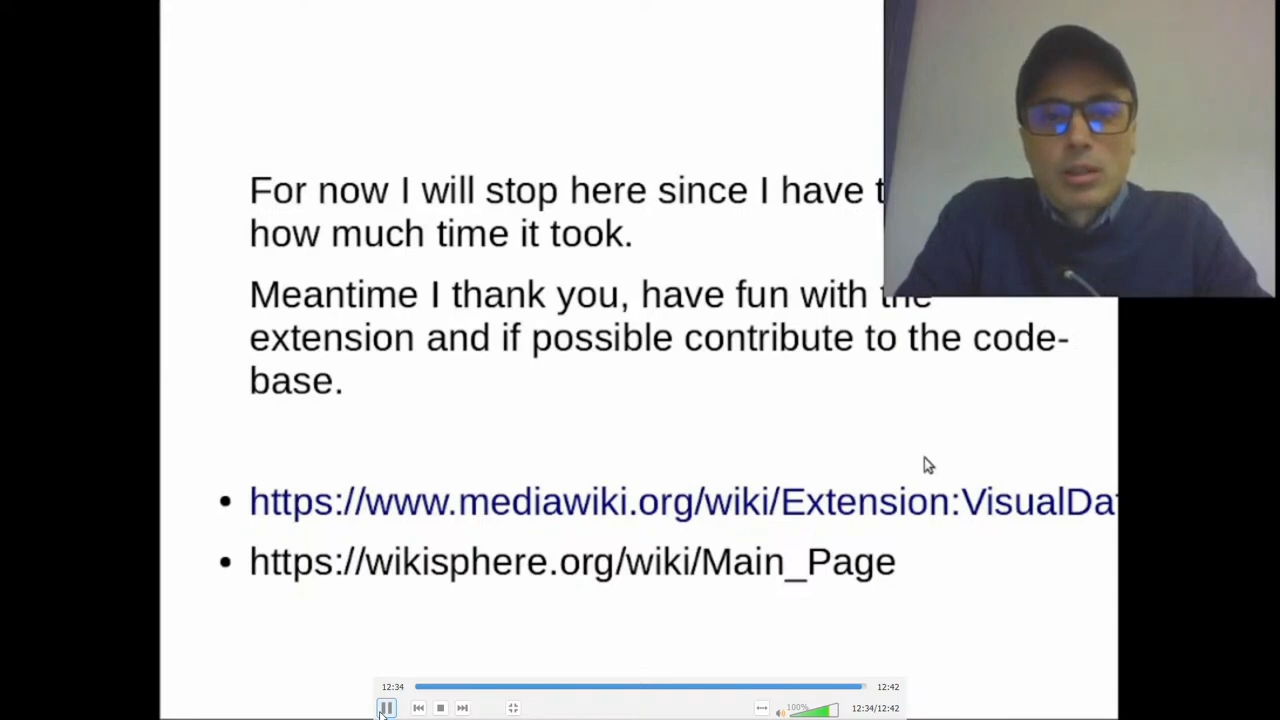 For now I will stop here since I have
how much time it took.
Meantime I thank you, have fun with the
extension and if possible contribute to the code-
base.
• https://www.mediawiki.org/wiki/Extension:VisualDa
• https://wikisphere.org/wiki/Main_Page
12:34 12:42
100% 12:34/12:42